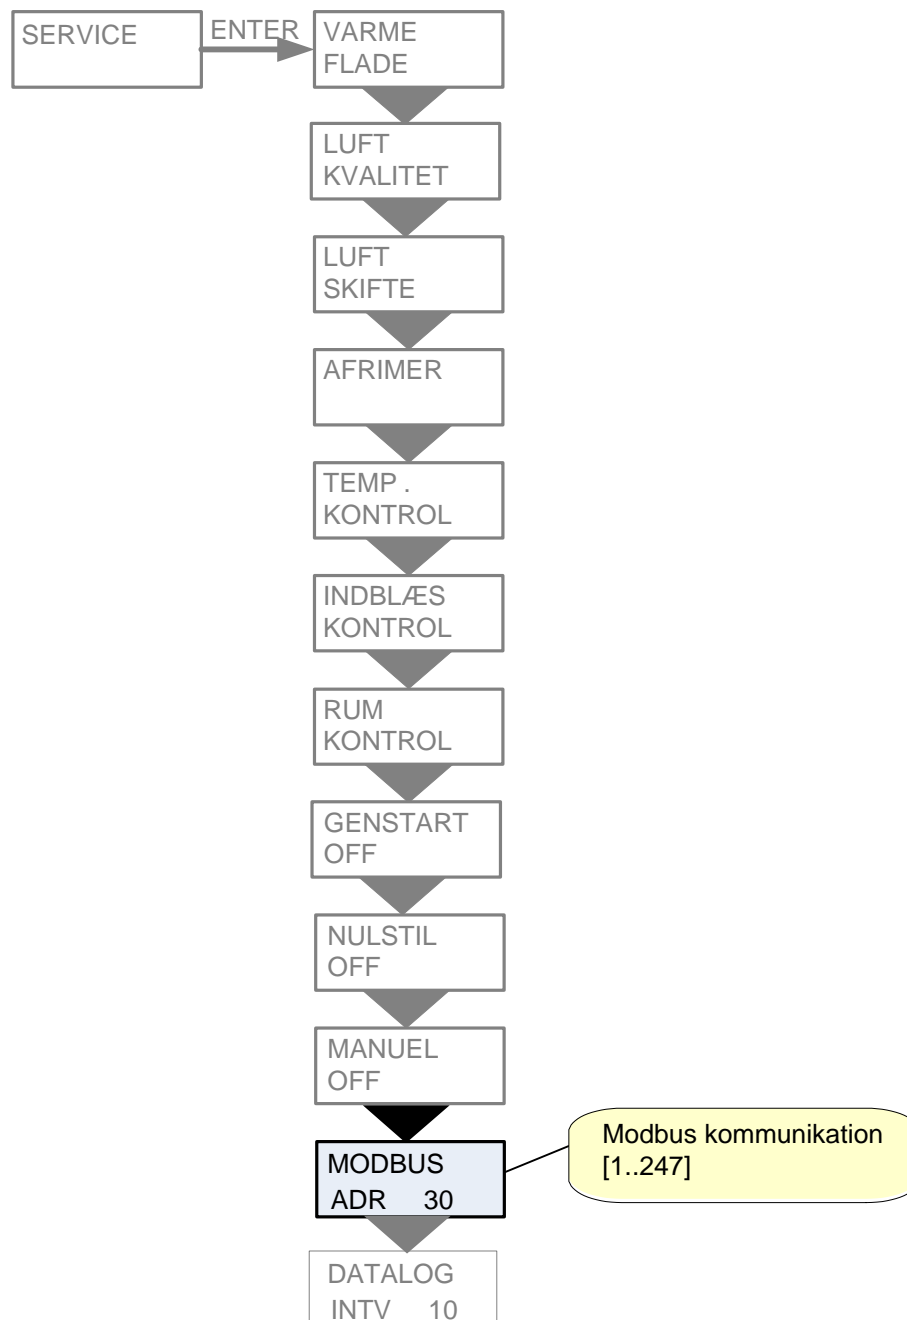 SERVICE
ENTER
VARME
FLADE
LUFT
KVALITET
LUFT
SKIFTE
AFRIMER
TEMP .
KONTROL
INDBLÆS
KONTROL
RUM
KONTROL
GENSTART
OFF
NULSTIL
OFF
MANUEL
OFF
MODBUS
ADR 30
Modbus kommunikation
[1..247]
DATALOG
INTV 10